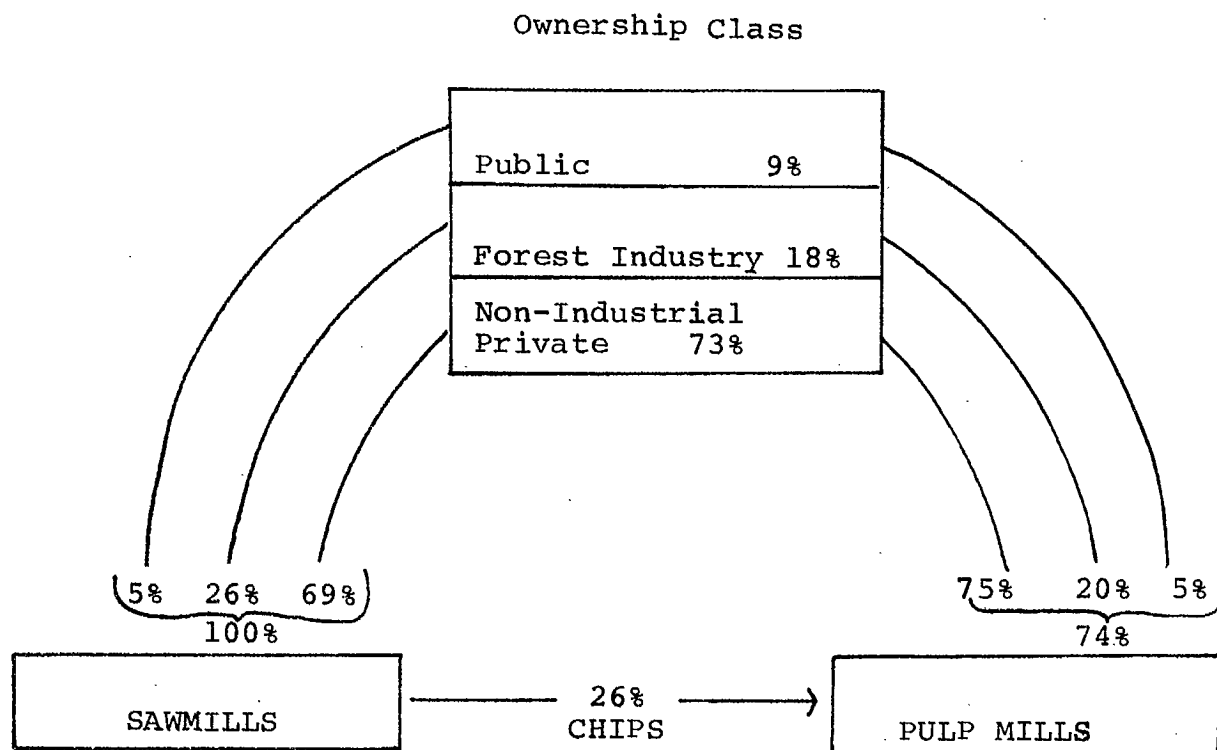 Ownership Class
Public 9%
Forest Industry 18%
Non-Industrial
Private 73%
5% 26% 69%
100%
75% 20% 5%
74%
26%
CHIPS
SAWMILLS
PULP MILLS